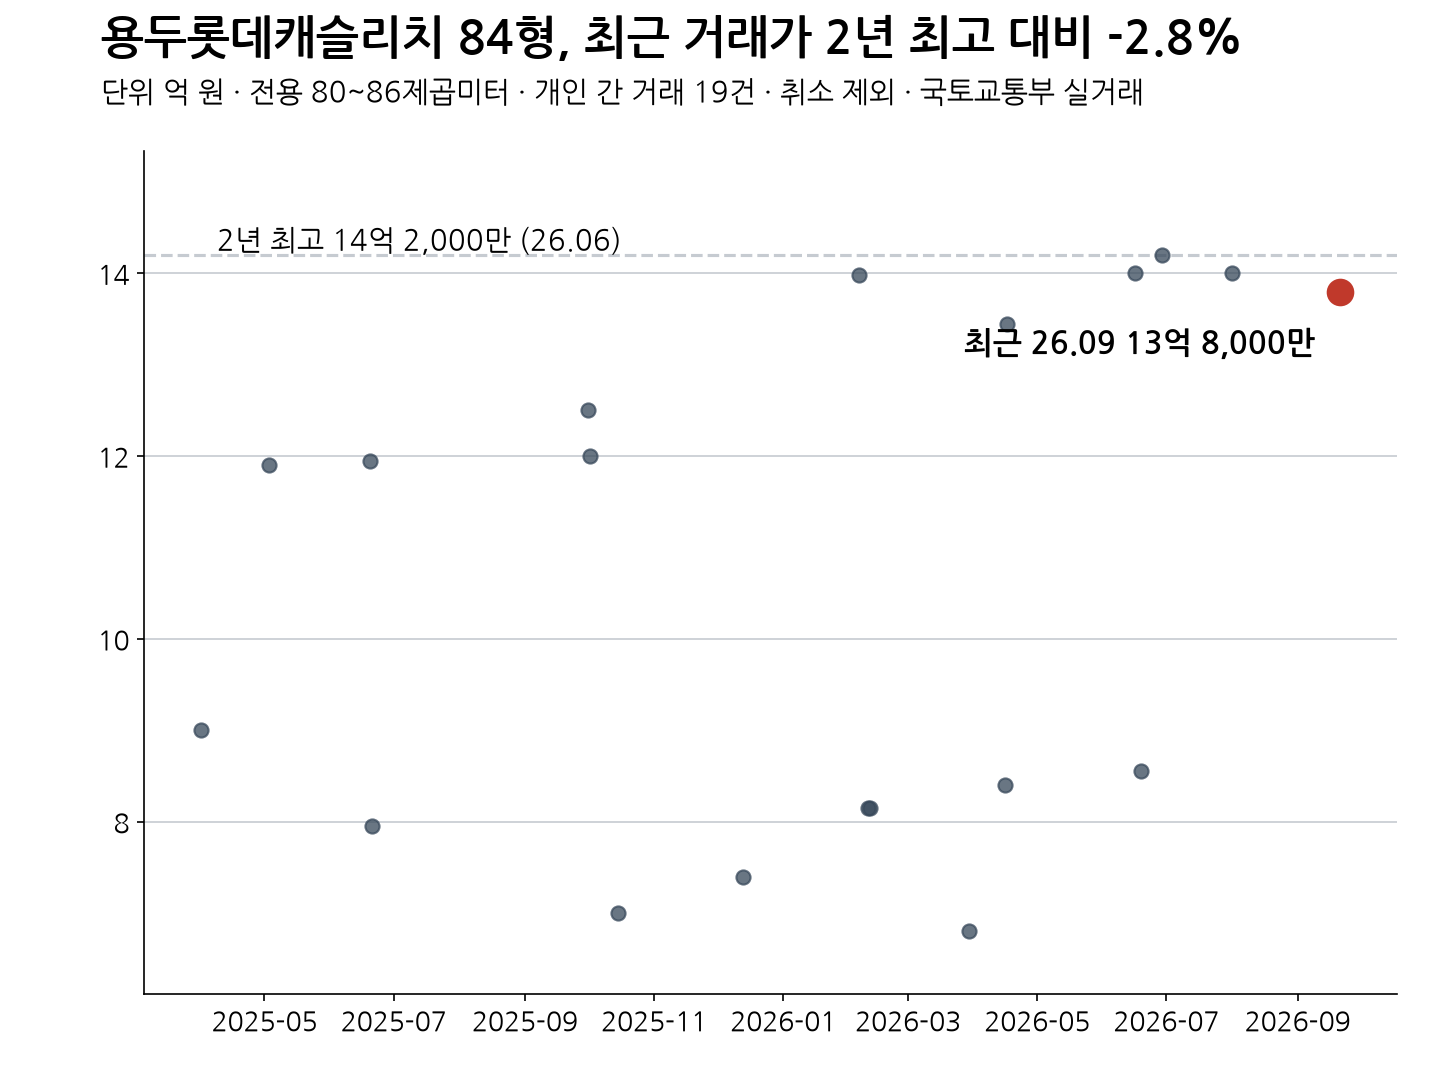 용두롯데캐슬리치 84형, 최근 거래가 2년 최고 대비 -2.8%
단위 억 원 · 전용 80~86제곱미터 · 개인 간 거래 19건 · 취소 제외 · 국토교통부 실거래
2년 최고 14억 2,000만 (26.06)
14
최근 26.09 13억 8,000만
12
10
8
2025-05 2025-07 2025-09 2025-11 2026-01 2026-03 2026-05 2026-07 2026-09